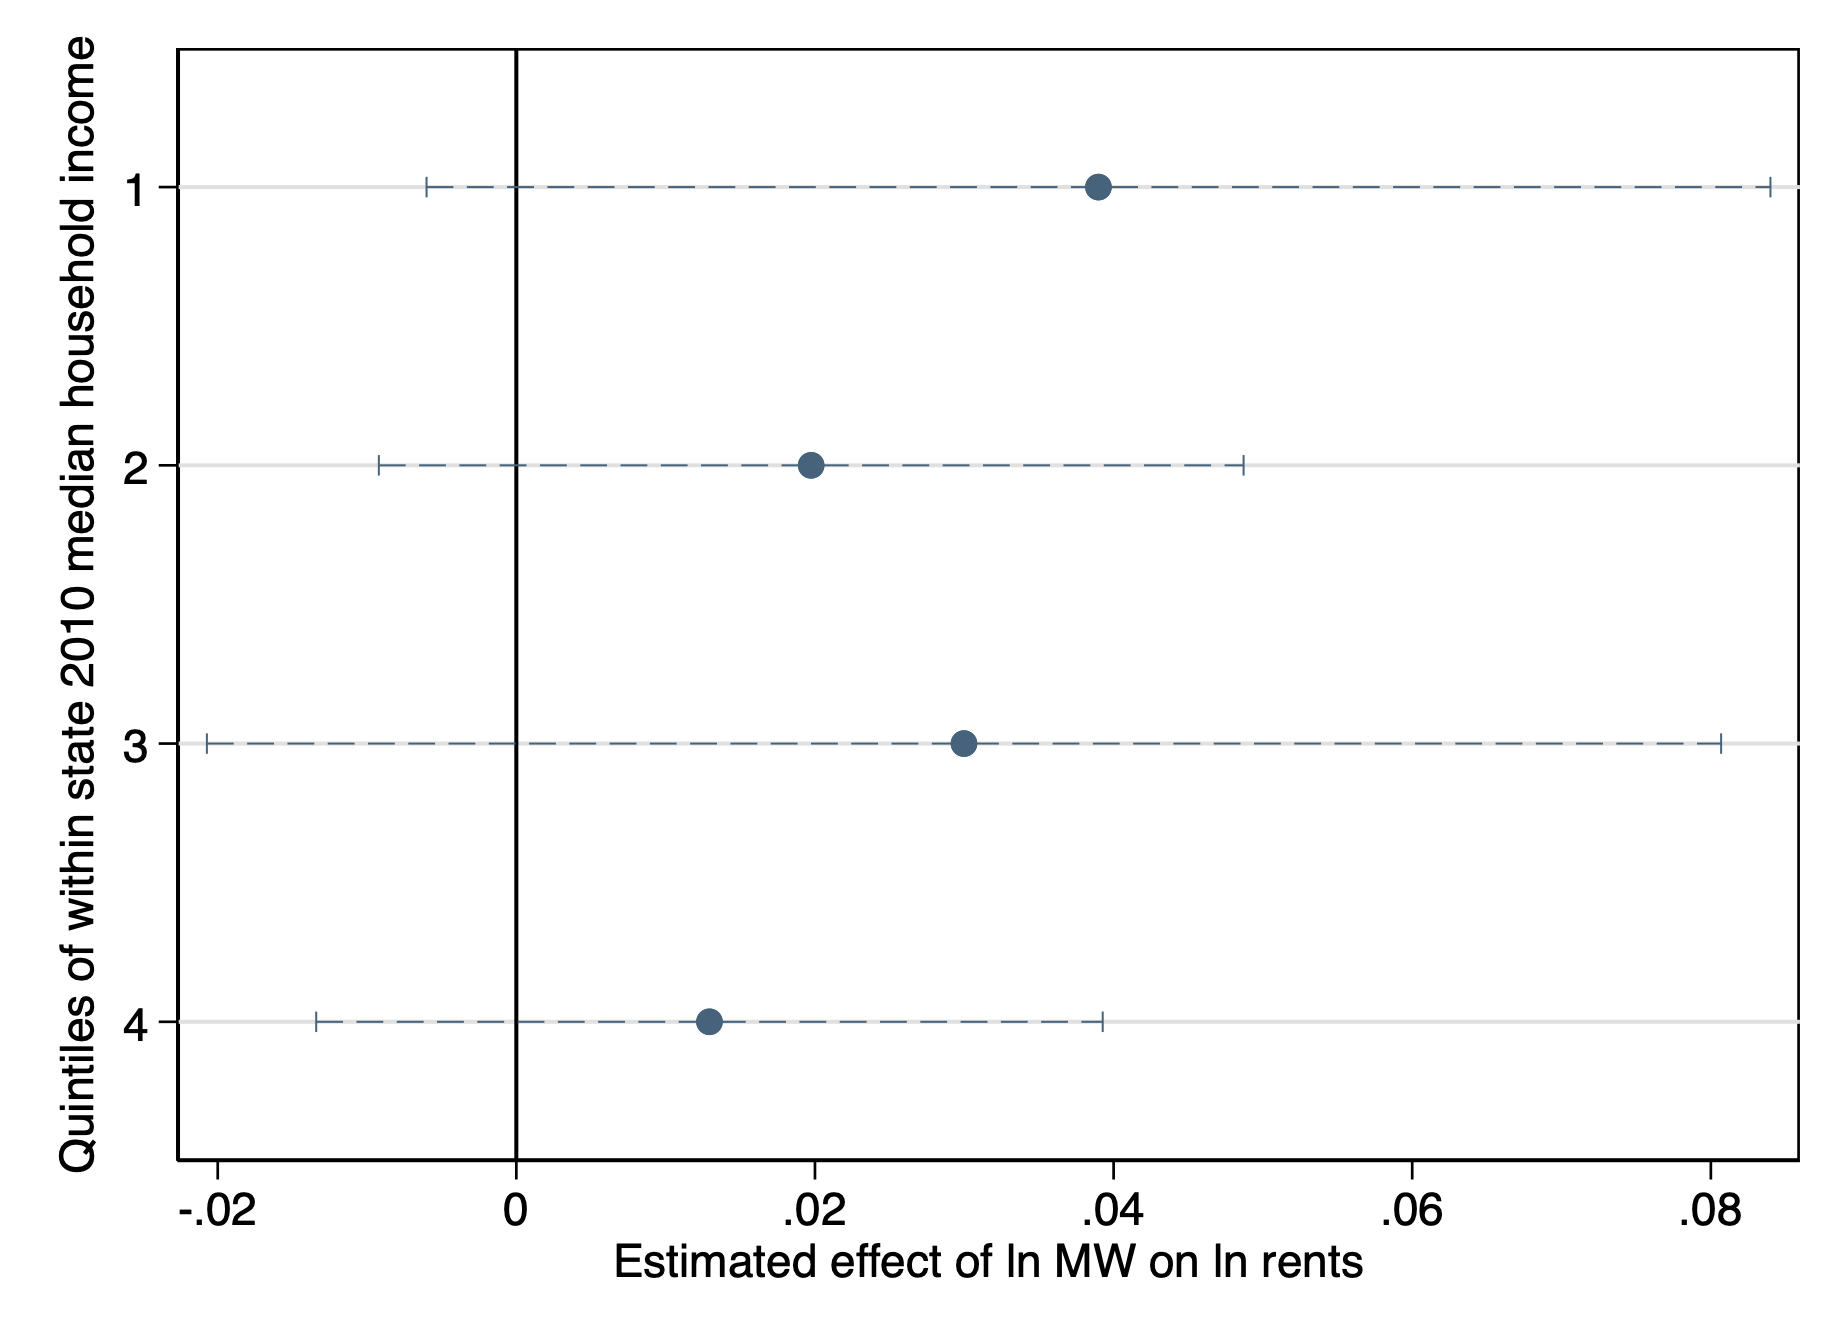 Quintiles of within state 2010 median household income
1
2
3
4
-.02 0 .02 .04 .06 .08
Estimated effect of ln MW on ln rents